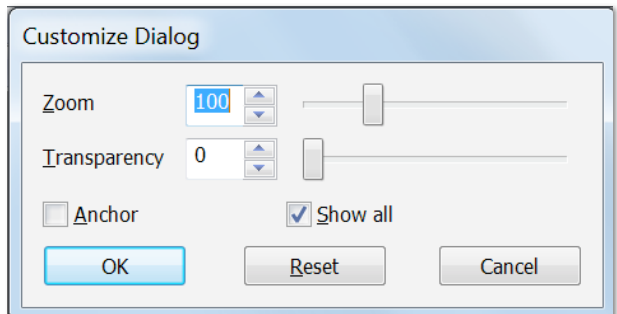 Customize Dialog
Zoom 100
Transparency 0
Anchor Show all
OK Reset Cancel